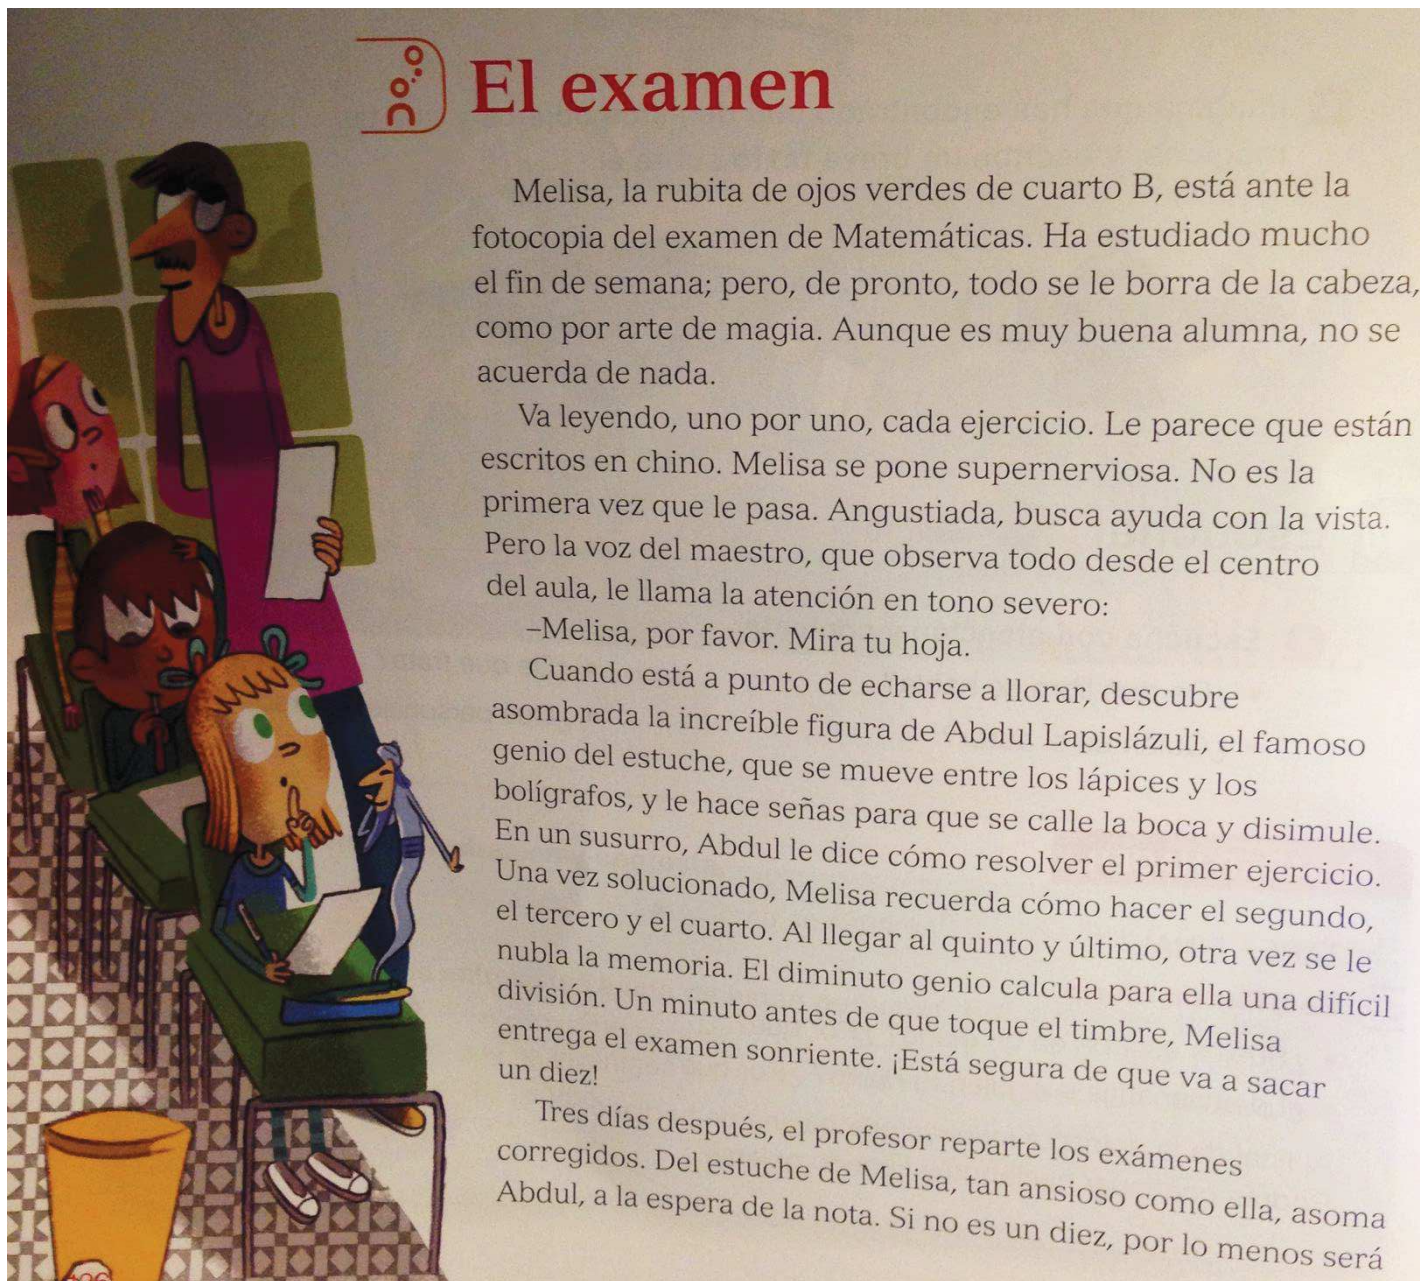 El examen
Melisa, la rubita de ojos verdes de cuarto B, está ante la
fotocopia del examen de Matemáticas. Ha estudiado mucho
el fin de semana; pero, de pronto, todo se le borra de la cabeza,
como por arte de magia. Aunque es muy buena alumna, no se
acuerda de nada.
Va leyendo, uno por uno, cada ejercicio. Le parece que están
escritos en chino. Melisa se pone supernerviosa. No es la
primera vez que le pasa. Angustiada, busca ayuda con la vista.
Pero la voz del maestro, que observa todo desde el centro
del aula, le llama la atención en tono severo:
–Melisa, por favor. Mira tu hoja.
Cuando está a punto de echarse a llorar, descubre
asombrada la increíble figura de Abdul Lapislázuli, el famoso
genio del estuche, que se mueve entre los lápices y los
bolígrafos, y le hace señas para que se calle la boca y disimule.
En un susurro, Abdul le dice cómo resolver el primer ejercicio.
Una vez solucionado, Melisa recuerda cómo hacer el segundo,
el tercero y el cuarto. Al llegar al quinto y último, otra vez se le
nubla la memoria. El diminuto genio calcula para ella una difícil
división. Un minuto antes de que toque el timbre, Melisa
entrega el examen sonriente. ¡Está segura de que va a sacar
un diez!
Tres días después, el profesor reparte los exámenes
corregidos. Del estuche de Melisa, tan ansioso como ella, asoma
Abdul, a la espera de la nota. Si no es un diez, por lo menos será